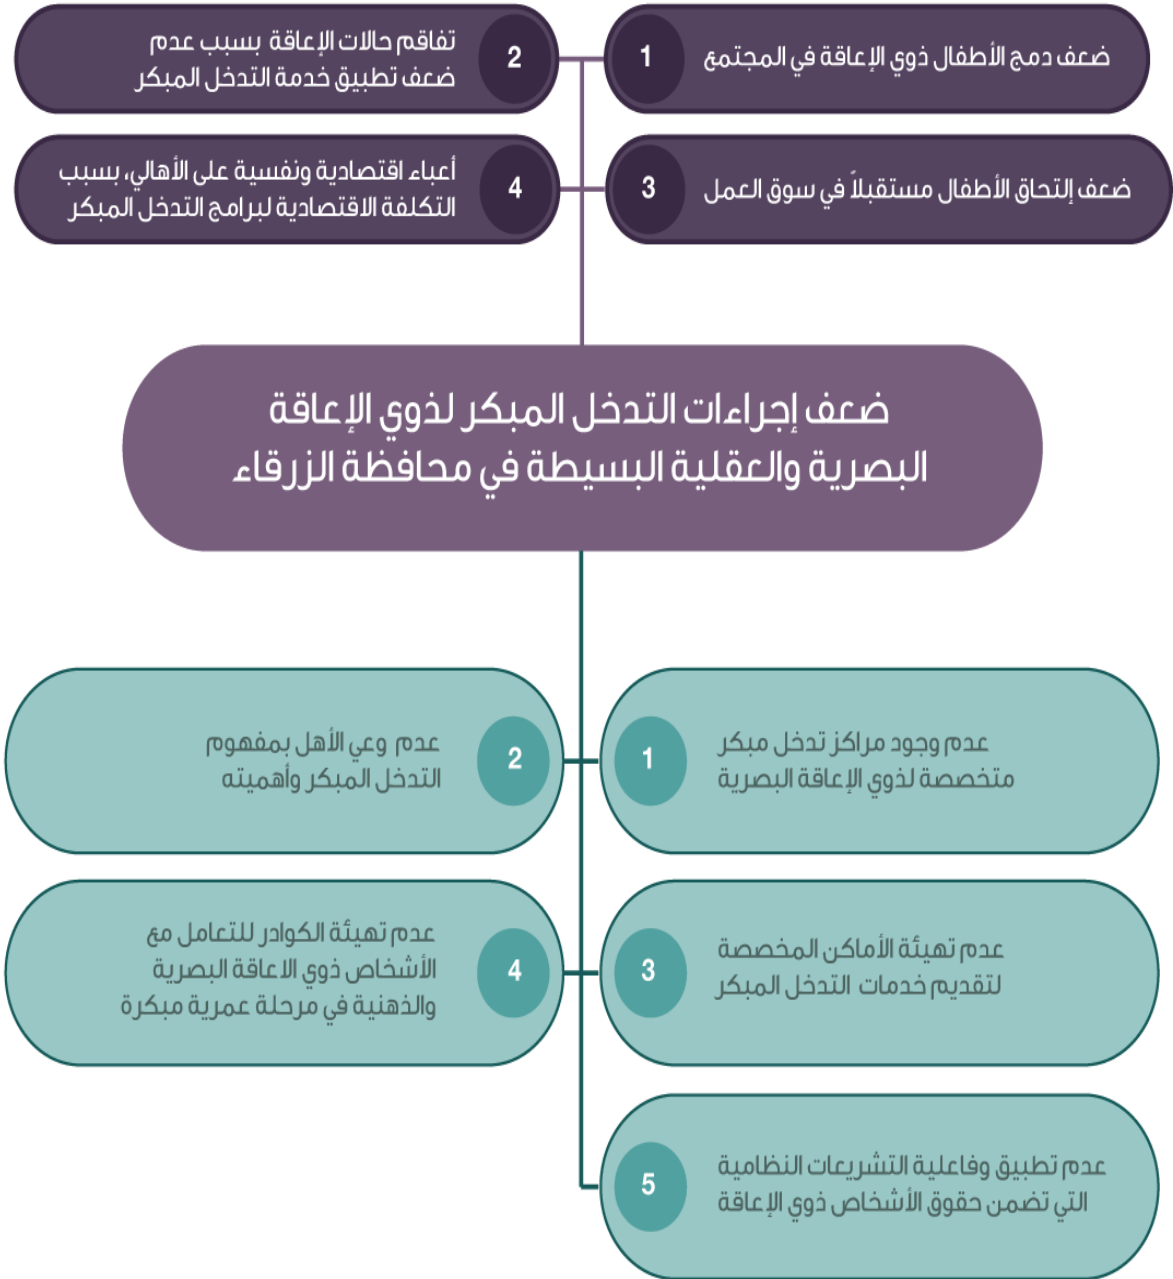 1
ضعف دمج الأطفال ذوي الإعاقة في المجتمع
2
تفاقم حالات الإعاقة بسبب عدم
ضعف تطبيق خدمة التدخل المبكر
3
ضعف إلتحاق الأطفال مستقبلاً في سوق العمل
4
أعباء اقتصادية ونفسية على الأهالي، بسبب
التكلفة الاقتصادية لبرامج التدخل المبكر
ضعف إجراءات التدخل المبكر لذوي الإعاقة
البصرية والعقلية البسيطة في محافظة الزرقاء
1
عدم وجود مراكز تدخل مبكر
متخصصة لذوي الإعاقة البصرية
2
عدم وعي الأهل بمفهوم
التدخل المبكر وأهميته
3
عدم تهيئة الأماكن المخصصة
لتقديم خدمات التدخل المبكر
4
عدم تهيئة الكوادر للتعامل مع
الأشخاص ذوي الاعاقة البصرية
والذهنية في مرحلة عمرية مبكرة
5
عدم تطبيق وفاعلية التشريعات النظامية
التي تضمن حقوق الأشخاص ذوي الإعاقة